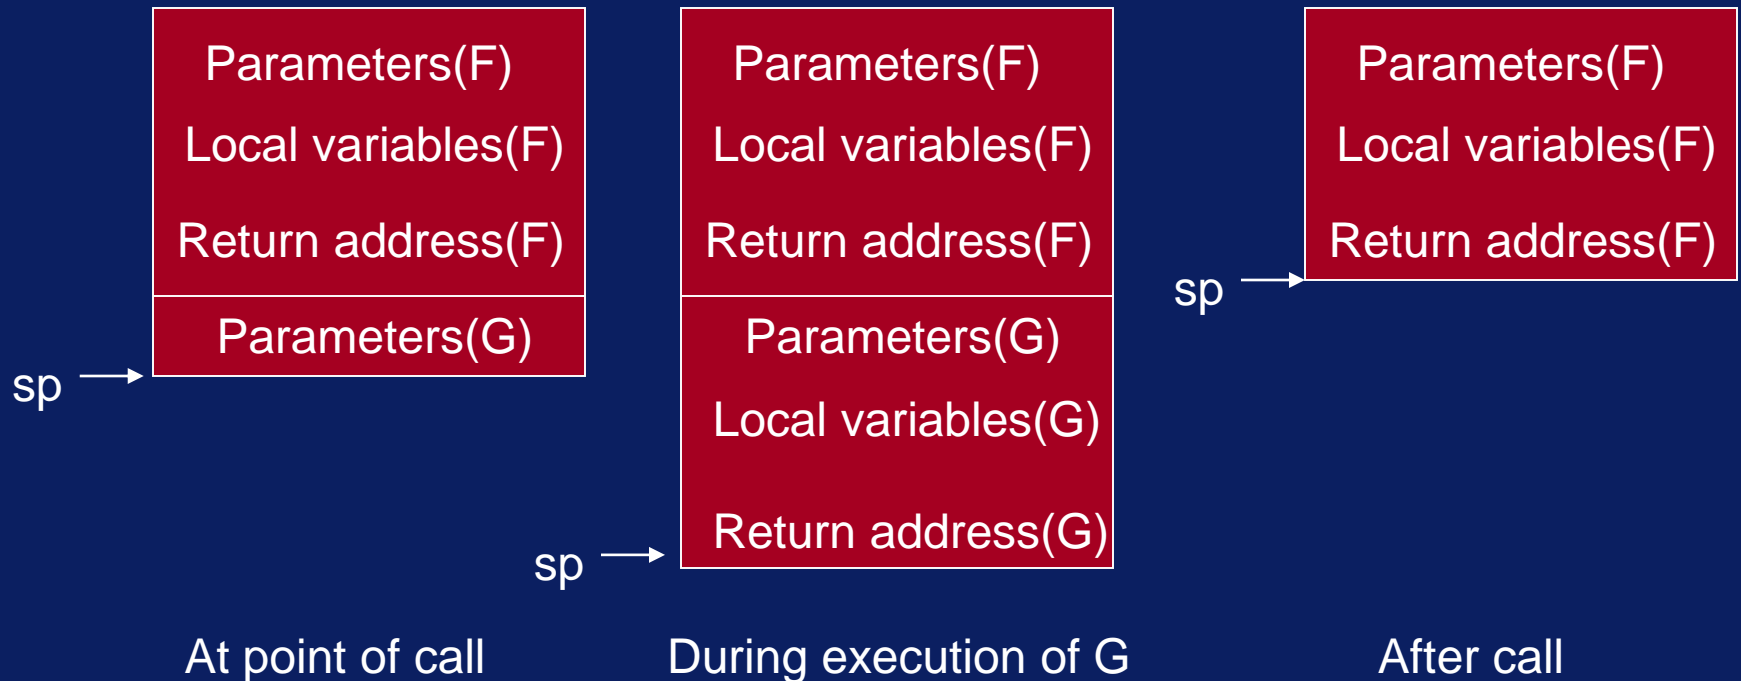 Parameters(F)
Local variables(F)
Return address(F)
Parameters(G)
sp
At point of call
Parameters(F)
Local variables(F)
Return address(F)
Parameters(G)
Local variables(G)
Return address(G)
sp
During execution of G
Parameters(F)
Local variables(F)
Return address(F)
sp
After call